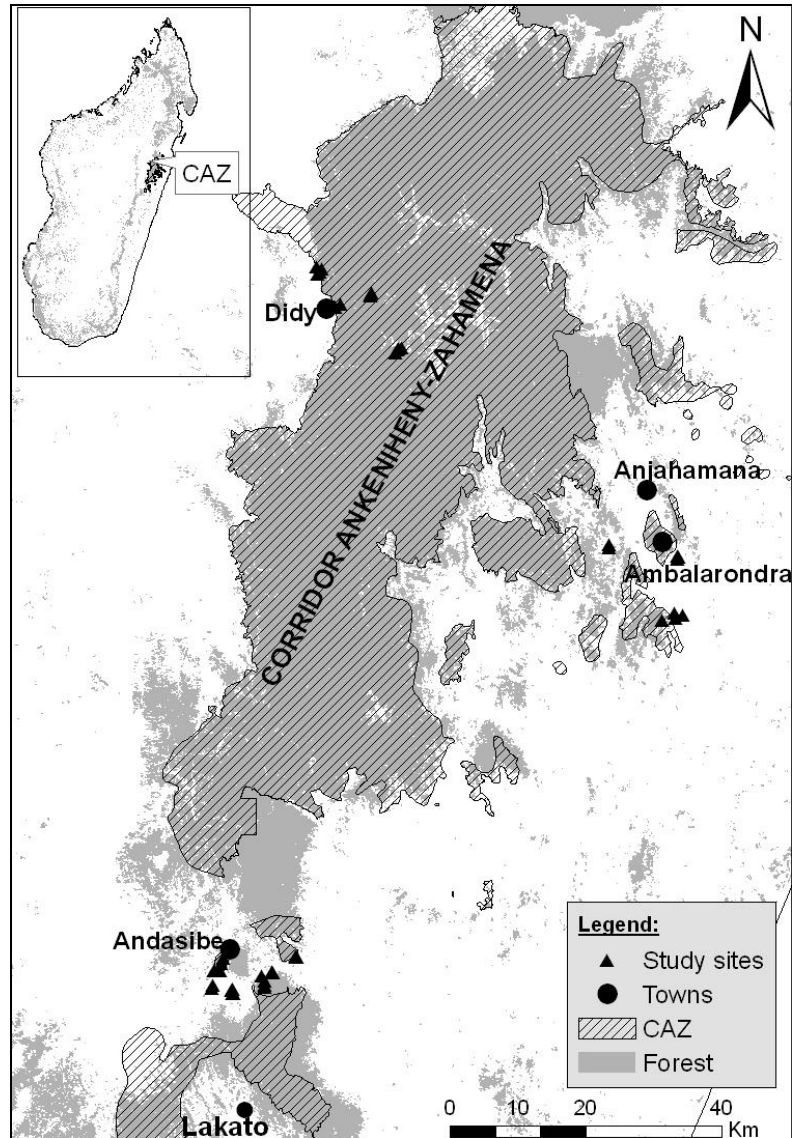 N
CAZ
Didy
CORRIDOR ANKENIHENY-ZAHAMENA
Anjahamana
Ambalarondra
Andasibe
Lakato
Legend:
Study sites
Towns
CAZ
Forest
0 10 20 40
Km